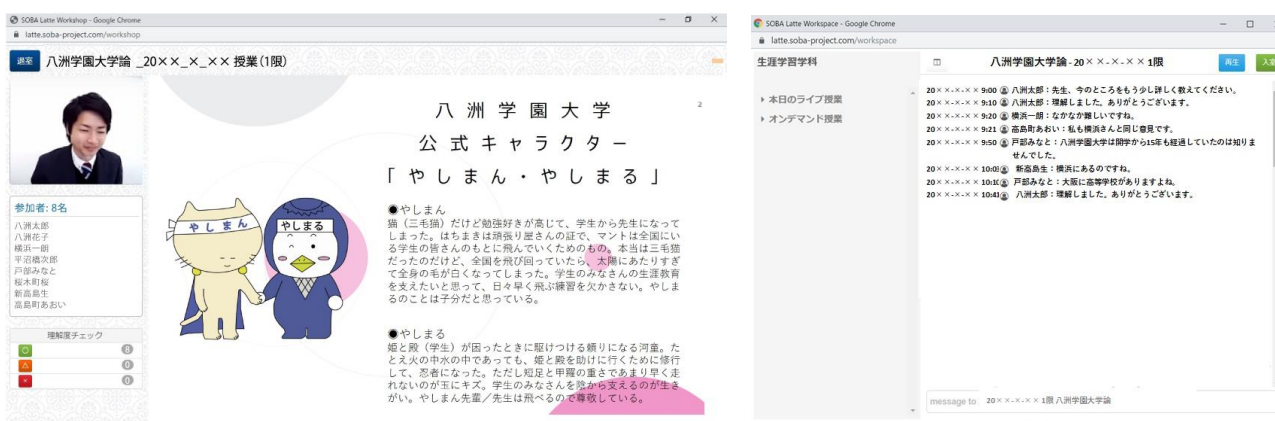 SOBA Latte Workshop - Google Chrome
latte.soba-project.com/workshop
退室
八洲学園大学論 _20××_×_×× 授業(1限)
参加者: 8名
八洲太郎
八洲花子
横浜一朗
平沼橋次郎
戸部みなと
桜木町桜
新高島生
高島町あおい
理解度チェック
8
0
0
2
八洲学園大学
公式キャラクター
「やしまん・やしまる」
やしまん
やしまる
●やしまん
猫（三毛猫）だけど勉強好きが高じて、学生から先生になって
しまった。はちまきは頑張り屋さんの証で、マントは全国にい
る学生の皆さんのもとに飛んでいくためのもの。本当は三毛猫
だったのだけど、全国を飛び回っていたら、太陽にあたりすぎ
て全身の毛が白くなってしまった。学生のみなさんの生涯教育
を支えたいと思って、日々早く飛ぶ練習を欠かさない。やしま
るのことは子分だと思っている。
●やしまる
姫と殿（学生）が困ったときに駆けつける頼りになる河童。た
とえ火の中水の中であっても、姫と殿を助けに行くために修行
して、忍者になった。ただし短足と甲羅の重さであまり早く走
れないのが玉にキズ。学生のみなさんを陰から支えるのが生き
がい。やしまん先輩／先生は飛べるので尊敬している。
SOBA Latte Workspace - Google Chrome
latte.soba-project.com/workspace
生涯学習学科
本日のライブ授業
オンデマンド授業
八洲学園大学論-20××-×-×× 1限
再生
20××-×-×× 9:00 八洲太郎：先生、今のところをもう少し詳しく教えてください。
20××-×-×× 9:10 八洲太郎：理解しました。ありがとうございます。
20××-×-×× 9:20 横浜一朗：なかなか難しいですね。
20××-×-×× 9:21 高島町あおい：私も横浜さんと同じ意見です。
20××-×-×× 9:50 戸部みなと：八洲学園大学は開学から15年も経過していたのは知りま
せんでした。
20××-×-×× 新高島生：横浜にあるのですね。
20××-×-×× 戸部みなと：大阪に高等学校がありますよね。
20××-×-×× 八洲太郎：理解しました。ありがとうございます。
message to 20××-×-×× 1限 八洲学園大学論